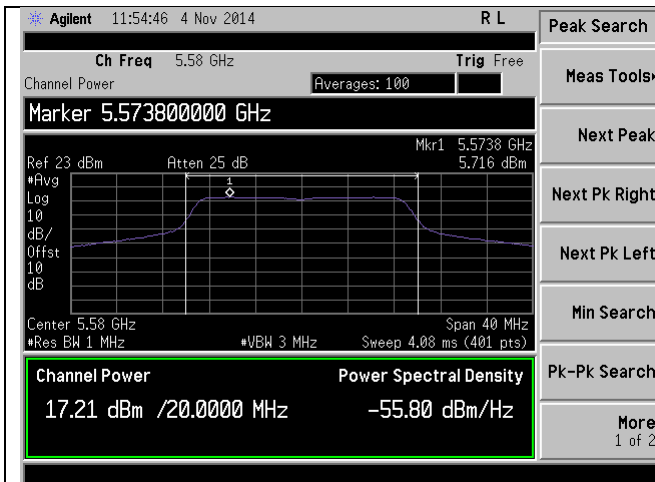 Agilent 11:54:46 4 Nov 2014 R L
Peak Search
Ch Freq 5.58 GHz Trig Free
Channel Power Averages: 100
Meas Tools
Marker 5.573800000 GHz
Next Peak
Mkr1 5.5738 GHz
Ref 23 dBm Atten 25 dB 5.716 dBm
#Avg
Log
10
dB/
Offst
10
dB
1
Next Pk Right
Next Pk Left
Center 5.58 GHz Span 40 MHz
#Res BW 1 MHz #VBW 3 MHz Sweep 4.08 ms (401 pts)
Min Search
Channel Power Power Spectral Density
17.21 dBm /20.0000 MHz -55.80 dBm/Hz
Pk-Pk Search
More
1 of 2